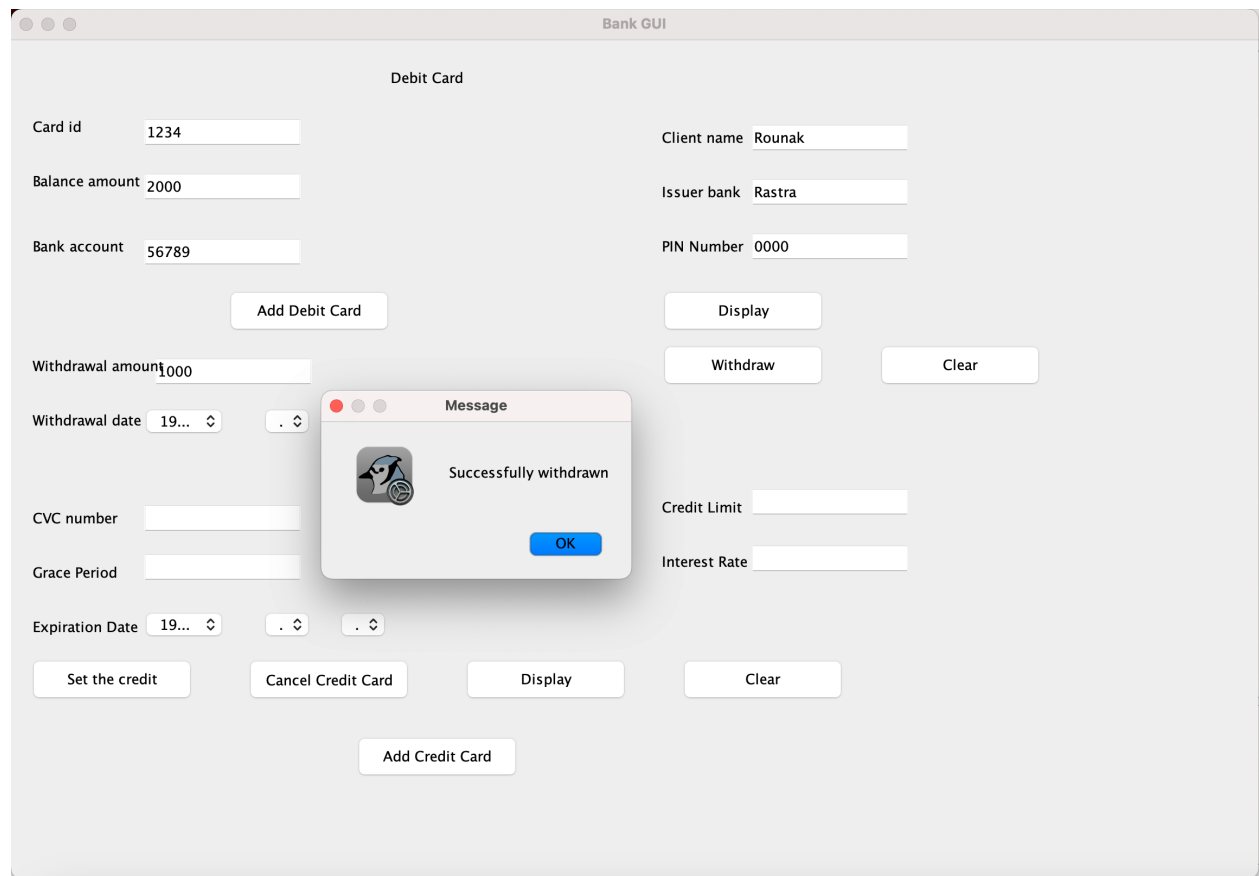 Bank GUI
Debit Card
Card id 1234
Client name Rounak
Balance amount 2000
Issuer bank Rastra
Bank account 56789
PIN Number 0000
Add Debit Card Display
Withdrawal amount 1000
Withdraw Clear
Message
Withdrawal date 19... .
Successfully withdrawn
CVC number
Credit Limit
OK
Grace Period
Interest Rate
Expiration Date 19... . .
Set the credit Cancel Credit Card Display Clear
Add Credit Card